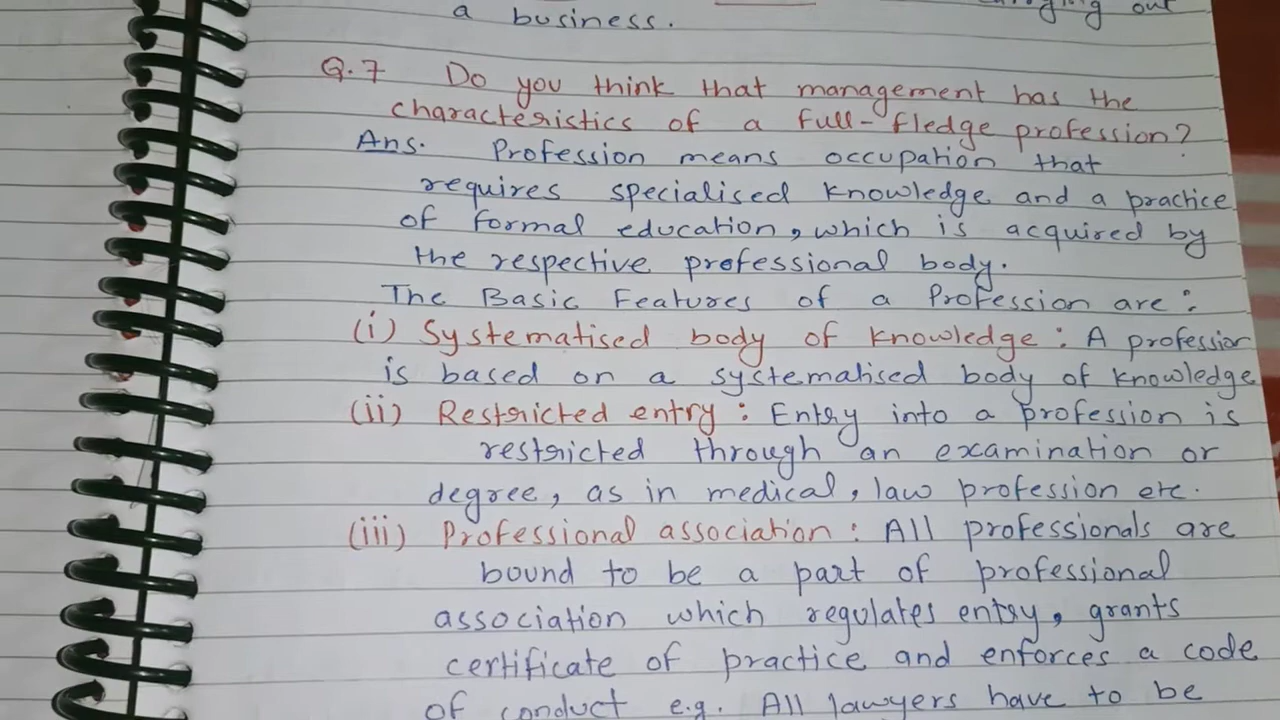 out
a business.
Q.7 Do you think that management has the
characteristics of a full-fledge profession?
Ans. Profession means occupation that
requires specialised knowledge and a practice
of formal education, which is acquired by
the respective professional body.
The Basic Features of a Profession are:
(i) Systematised body of knowledge: A profession
is based on a systematised body of knowledge
(ii) Restricted entry: Entry into a profession is
restricted through an examination or
degree, as in medical, law profession etc.
(iii) Professional association: All professionals are
bound to be a part of professional
association which regulates entry, grants
certificate of practice and enforces a code
of conduct e.g. All lawyers have to be